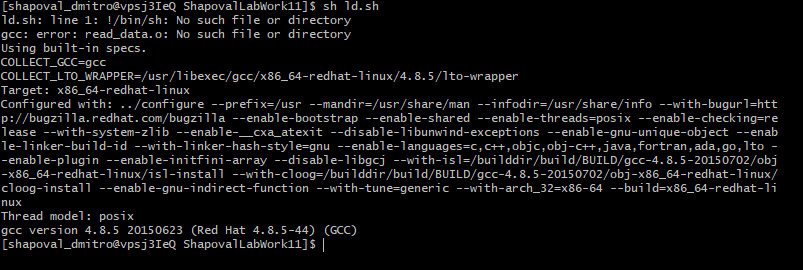 [shapoval_dmitro@vpsj3IeQ ShapovalLabWork11]$ sh ld.sh
ld.sh: line 1: !/bin/sh: No such file or directory
gcc: error: read_data.o: No such file or directory
Using built-in specs.
COLLECT_GCC=gcc
COLLECT_LTO_WRAPPER=/usr/libexec/gcc/x86_64-redhat-linux/4.8.5/lto-wrapper
Target: x86_64-redhat-linux
Configured with: ../configure --prefix=/usr --mandir=/usr/share/man --infodir=/usr/share/info --with-bugurl=htt
p://bugzilla.redhat.com/bugzilla --enable-bootstrap --enable-shared --enable-threads=posix --enable-checking=re
lease --with-system-zlib --enable-__cxa_atexit --disable-libunwind-exceptions --enable-gnu-unique-object --enab
le-linker-build-id --with-linker-hash-style=gnu --enable-languages=c,c++,objc,obj-c++,java,fortran,ada,go,lto -
-enable-plugin --enable-initfini-array --disable-libgcj --with-isl=/builddir/build/BUILD/gcc-4.8.5-20150702/obj
-x86_64-redhat-linux/isl-install --with-cloog=/builddir/build/BUILD/gcc-4.8.5-20150702/obj-x86_64-redhat-linux/
cloog-install --enable-gnu-indirect-function --with-tune=generic --with-arch_32=x86-64 --build=x86_64-redhat-li
nux
Thread model: posix
gcc version 4.8.5 20150623 (Red Hat 4.8.5-44) (GCC)
[shapoval_dmitro@vpsj3IeQ ShapovalLabWork11]$